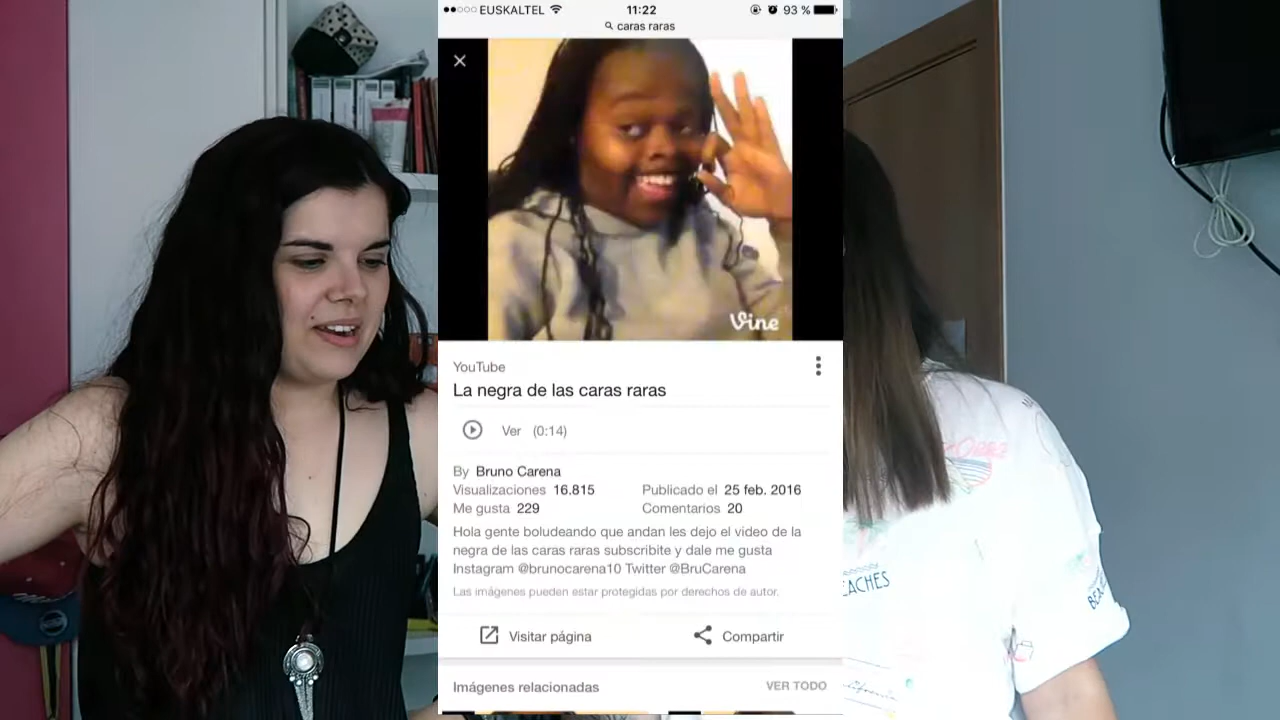 EUSKALTEL
11:22
93 %
caras raras
Vine
YouTube
La negra de las caras raras
Ver (0:14)
By Bruno Carena
Visualizaciones 16.815
Publicado el 25 feb. 2016
Me gusta 229
Comentarios 20
Hola gente boludeando que andan les dejo el video de la
negra de las caras raras subscribite y dale me gusta
Instagram @brunocarena10 Twitter @BruCarena
Las imágenes pueden estar protegidas por derechos de autor.
Visitar página
Compartir
Imágenes relacionadas
VER TODO